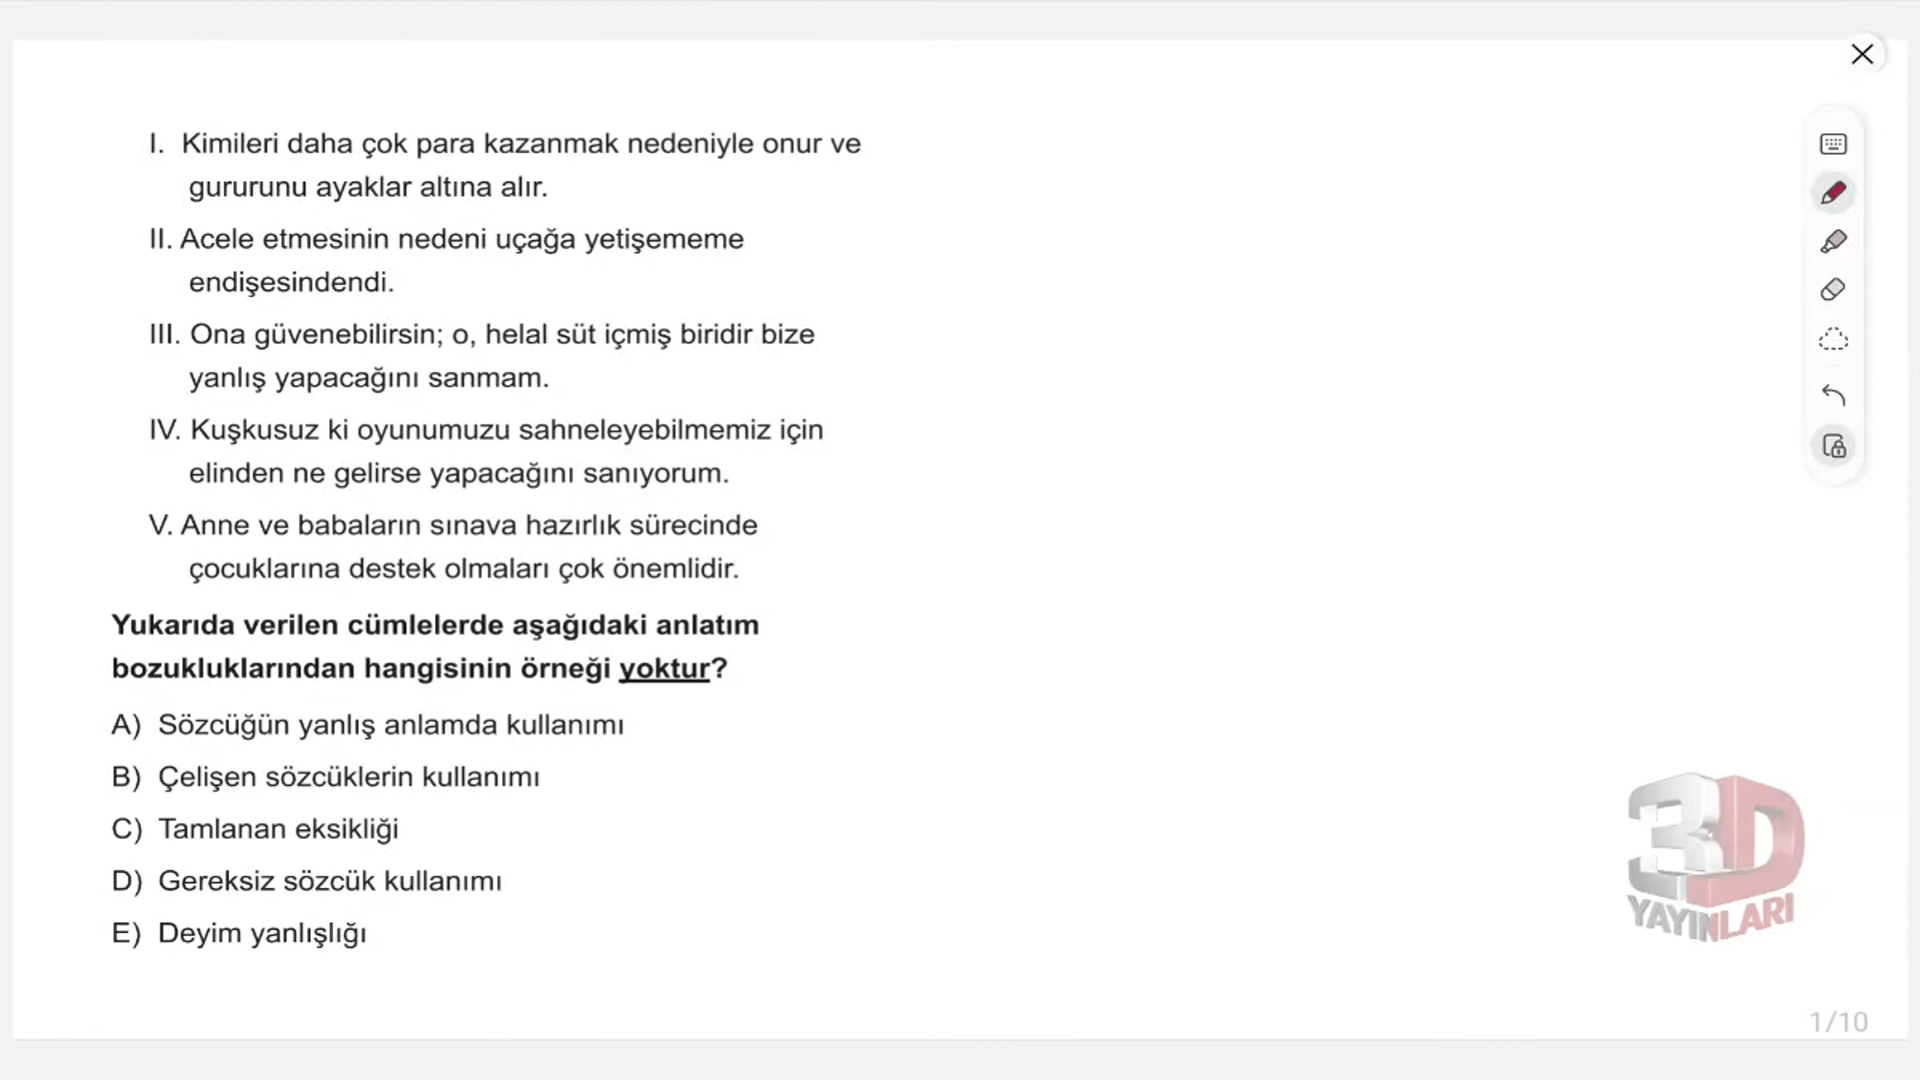 I. Kimileri daha çok para kazanmak nedeniyle onur ve
gururunu ayaklar altına alır.
II. Acele etmesinin nedeni uçağa yetişememe
endişesindendi.
III. Ona güvenebilirsin; o, helal süt içmiş biridir bize
yanlış yapacağını sanmam.
IV. Kuşkusuz ki oyunumuzu sahneleyebilmemiz için
elinden ne gelirse yapacağını sanıyorum.
V. Anne ve babaların sınava hazırlık sürecinde
çocuklarına destek olmaları çok önemlidir.
Yukarıda verilen cümlelerde aşağıdaki anlatım
bozukluklarından hangisinin örneği yoktur?
A) Sözcüğün yanlış anlamda kullanımı
B) Çelişen sözcüklerin kullanımı
C) Tamlanan eksikliği
D) Gereksiz sözcük kullanımı
E) Deyim yanlışlığı
3D
YAYINLARI
1/10